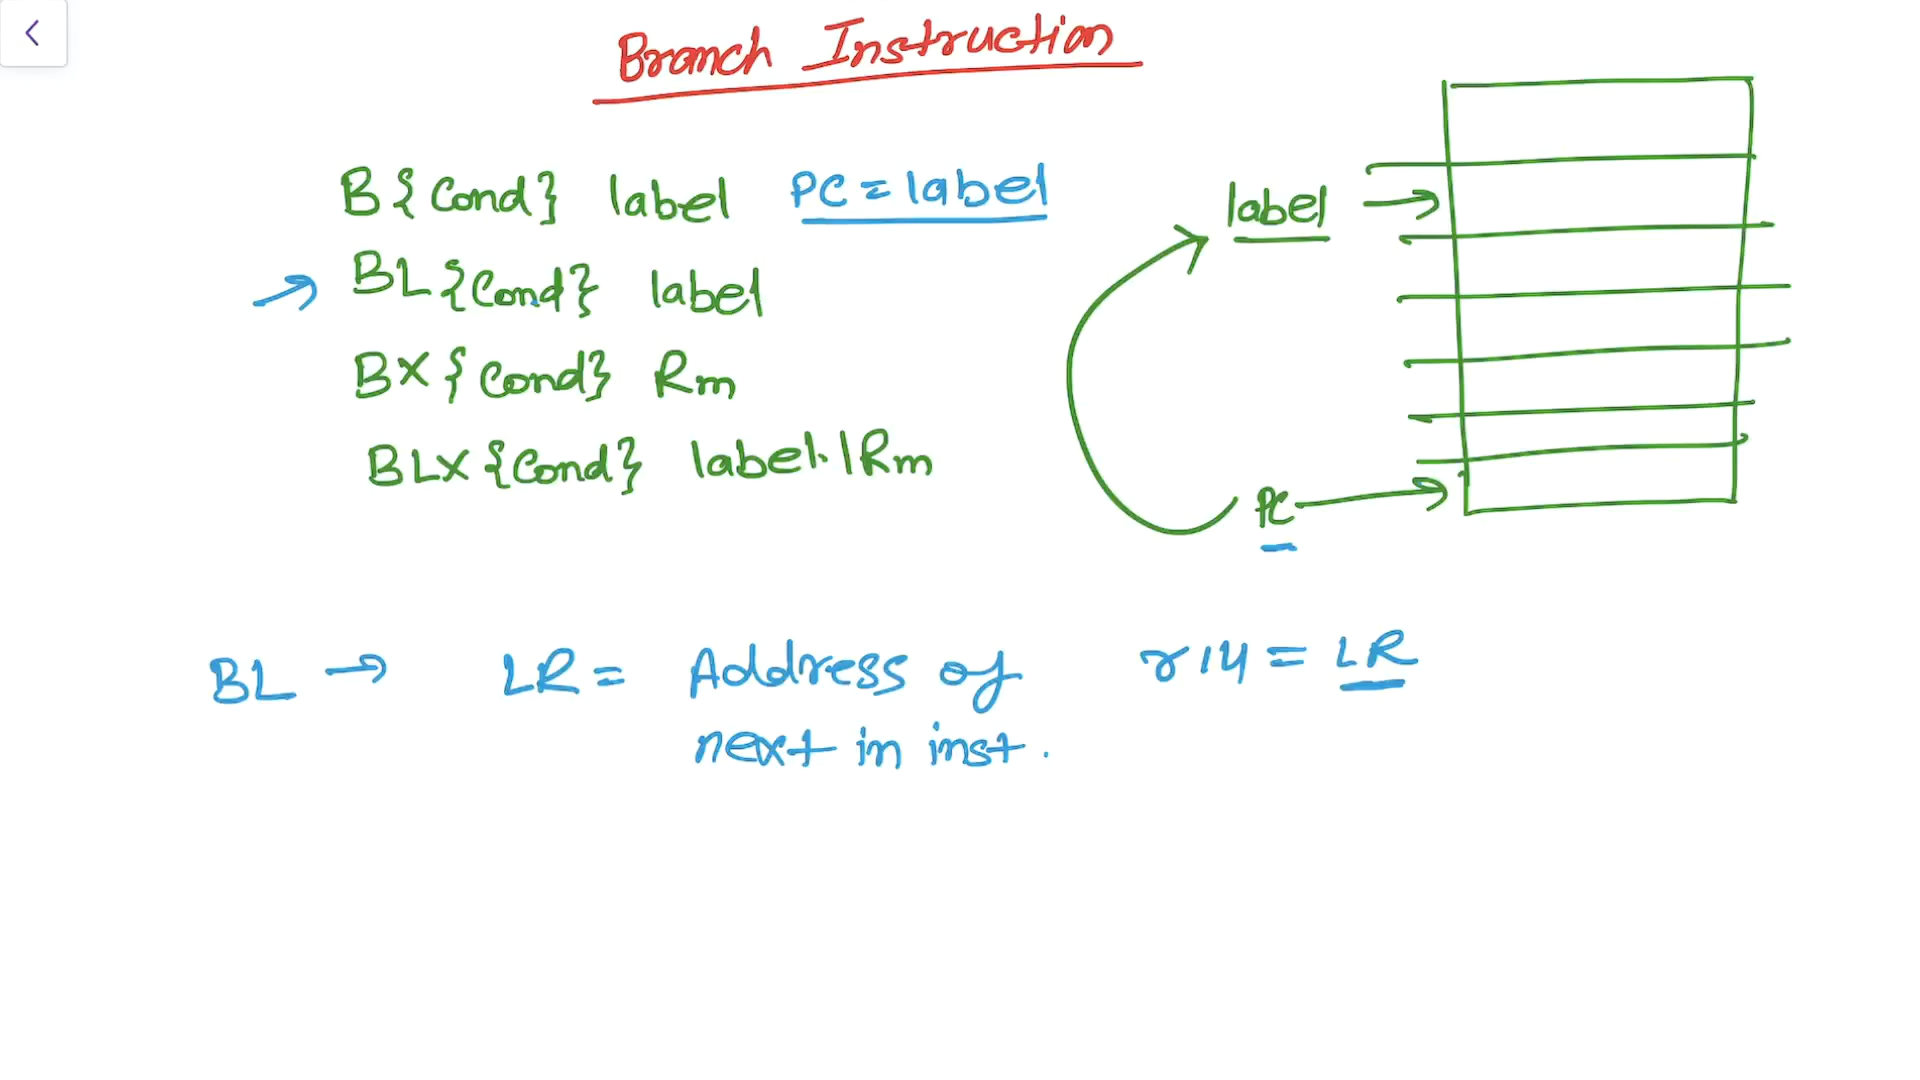 Branch Instruction
B{Cond} label PC = label
→ BL{Cond} label
BX{Cond} Rm
BLX{Cond} label.|Rm
label →
PC →
BL → LR = Address of
next in inst.
r14 = LR